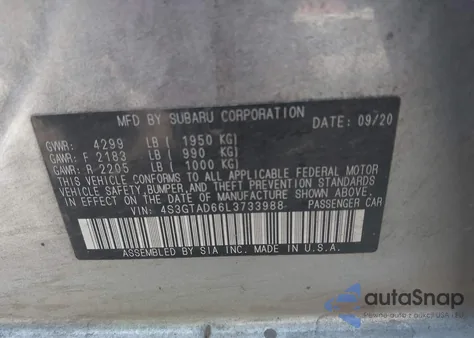 MFD BY SUBARU CORPORATION
DATE: 09/20
GVWR: 4299 LB ( 1950 KG)
GAWR: F 2183 LB ( 990 KG)
GAWR: R 2205 LB ( 1000 KG)
THIS VEHICLE CONFORMS TO ALL APPLICABLE FEDERAL MOTOR
VEHICLE SAFETY, BUMPER, AND THEFT PREVENTION STANDARDS
IN EFFECT ON THE DATE OF MANUFACTURE SHOWN ABOVE.
VIN: 4S3GTAD66L3733988 PASSENGER CAR
ASSEMBLED BY SIA INC. MADE IN U.S.A.
autoSnap